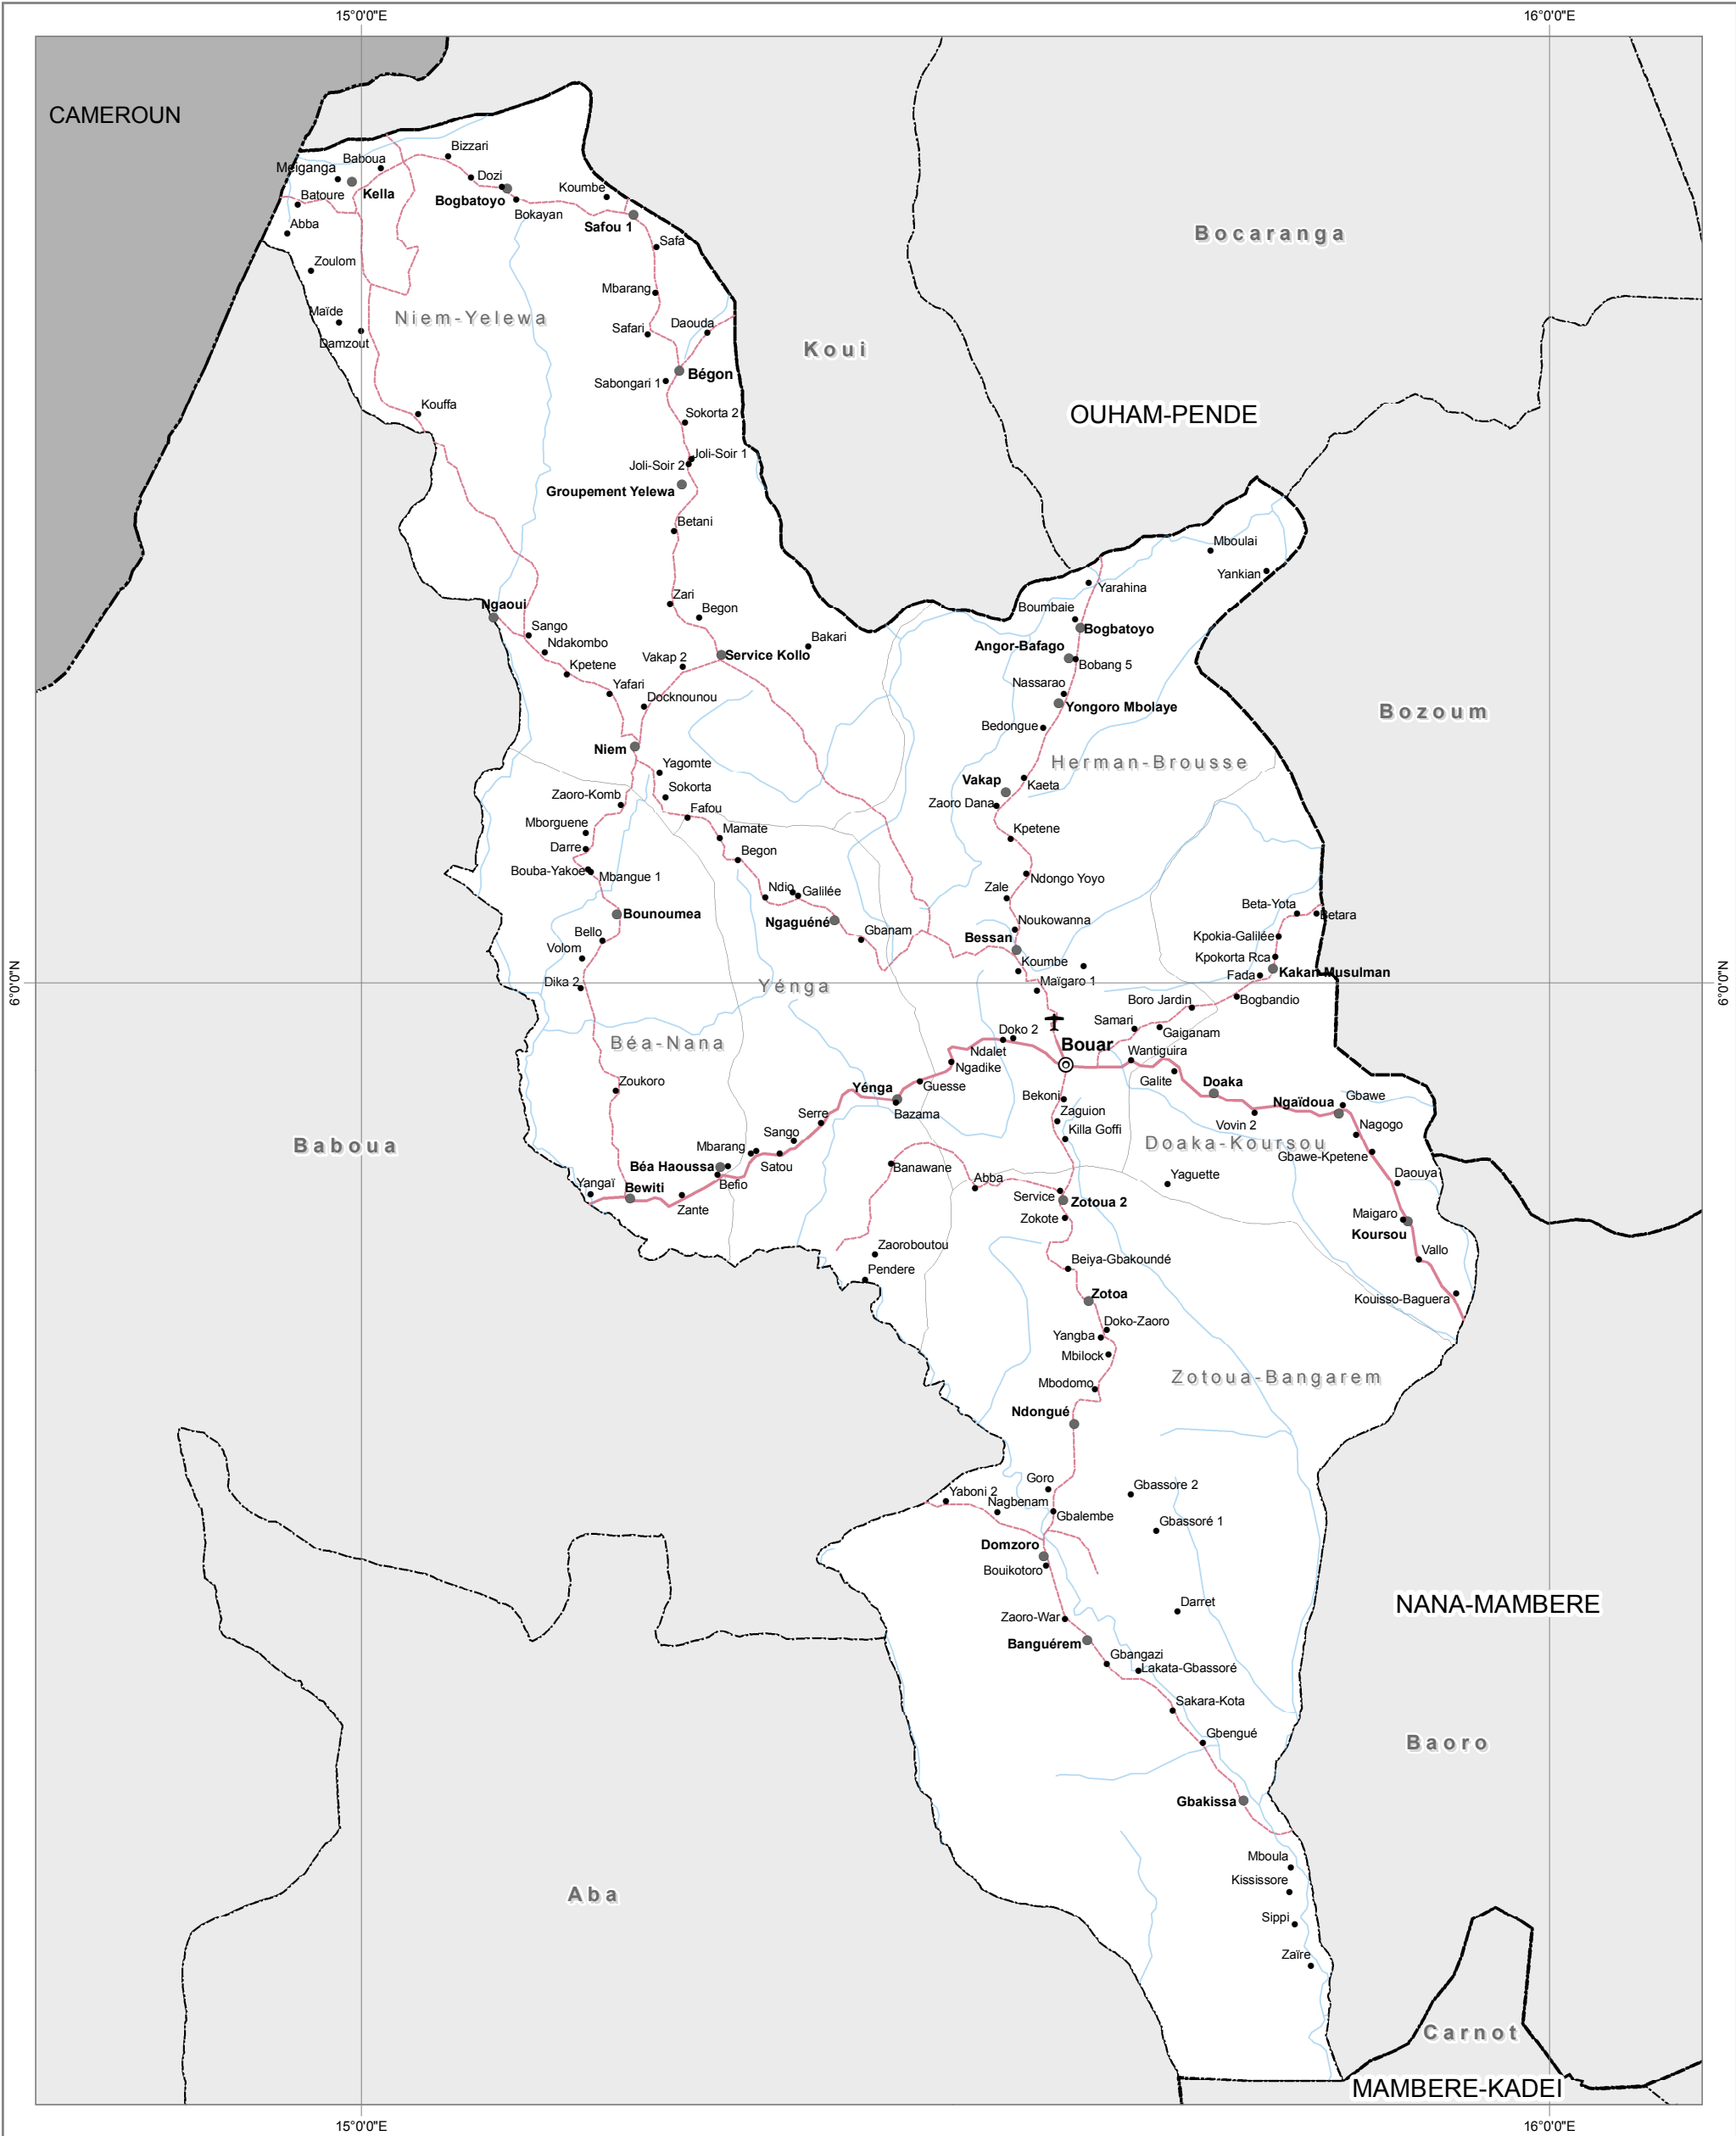 15°0'0"E
16°0'0"E
CAMEROUN
Bizzari
Baboua
Meiganga
Dozi
Kella
Koumbe
Batoure
Bogbatoyo
Bokayan
Safou 1
Abba
Bocaranga
Safa
Zoulom
Mbarang
Maïde
Niem-Yelewa
Safari
Daouda
Damzout
Koui
Bégon
Sabongari 1
Kouffa
Sokorta 2
OUHAM-PENDE
Joli-Soir 1
Joli-Soir 2
Groupement Yelewa
Betani
Mboulai
Yankian
Yarahina
Zari
Ngaoui
Begon
Boumbaie
Sango
Bogbatoyo
Ndakombo
Bakari
Angor-Bafago
Service Kollo
Vakap 2
Bobang 5
Kpetene
Yafari
Nassarao
Docknounou
Yongoro Mbolaye
Bozoum
Bedongue
Niem
Yagomte
Herman-Brousse
Vakap
Kaeta
Sokorta
Zaoro-Komb
Zaoro Dana
Fafou
Mborguene
Mamate
Kpetene
Darre
Begon
Bouba-Yakoe
Mbangue 1
Ndongo Yoyo
Ndio
Galilée
Zale
Beta-Yota
Bounoumea
Betara
Ngaguéné
Noukowanna
Bello
Gbanam
Bessan
Kpokia-Galilée
Volom
Kpokorta Rca
Koumbe
Kakan Musulman
Fada
6°0'0"N
6°0'0"N
Dika 2
Yénga
Maïgaro 1
Boro Jardin
Bogbandio
Samari
Doko 2
Gaiganam
Béa-Nana
Bouar
Ndalet
Wantiguira
Ngadike
Galite
Zoukoro
Guesse
Doaka
Yénga
Bekoni
Ngaïdoua
Gbawe
Bazama
Zaguion
Serre
Vovin 2
Nagogo
Sango
Killa Goffi
Doaka-Koursou
Baboua
Mbarang
Gbawe-Kpetene
Béa Haoussa
Satou
Banawane
Daouya
Yangaï
Bewiti
Befio
Abba
Yaguette
Service
Zotoua 2
Zante
Zokote
Maigaro
Koursou
Zaoroboutou
Vallo
Beiya-Gbakoundé
Pendere
Zotoa
Kouisso-Baguera
Doko-Zaoro
Yangba
Mbilock
Zotoua-Bangarem
Mbodomo
Ndongué
Goro
Gbassore 2
Yaboni 2
Nagbenam
Gbalembe
Gbassoré 1
Domzoro
Bouikotoro
Darret
NANA-MAMBERE
Zaoro-War
Banguérem
Gbangazi
Lakata-Gbassoré
Sakara-Kota
Gbengué
Baoro
Gbakissa
Mboula
Kississore
Aba
Sippi
Zaïre
Carnot
MAMBERE-KADEI
15°0'0"E
16°0'0"E